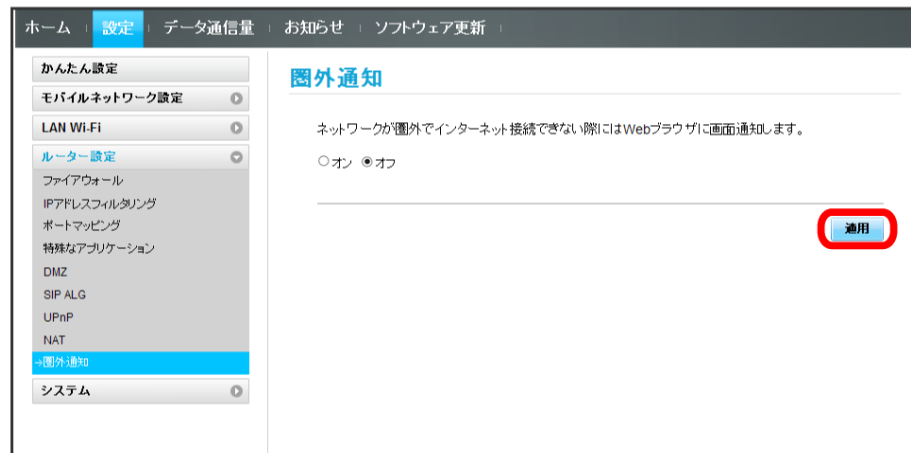 ホーム 設定 データ通信量 お知らせ ソフトウェア更新
かんたん設定
モバイルネットワーク設定
LAN Wi-Fi
ルーター設定
ファイアウォール
IPアドレスフィルタリング
ポートマッピング
特殊なアプリケーション
DMZ
SIP ALG
UPnP
NAT
→圏外通知
システム
圏外通知
ネットワークが圏外でインターネット接続できない際にはWebブラウザに画面通知します。
オン オフ
適用